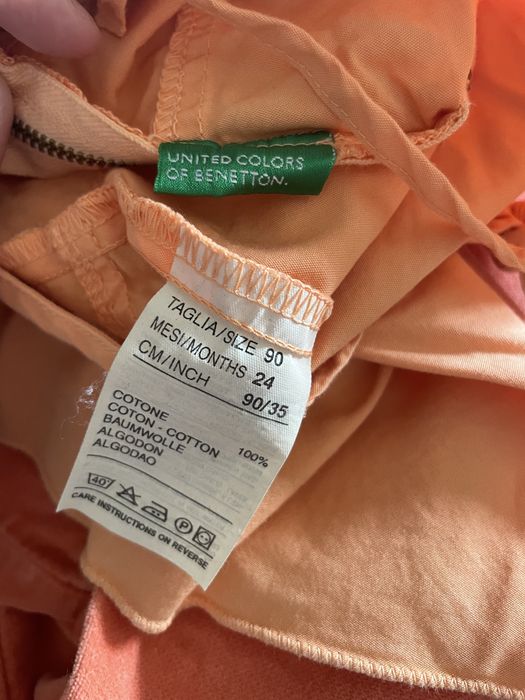 UNITED COLORS
OF BENETTON.
TAGLIA/SIZE 90
MESI/MONTHS 24
CM/INCH 90/35
COTONE
COTON - COTTON 100%
BAUMWOLLE
ALGODON
ALGODAO
40° P
CARE INSTRUCTIONS ON REVERSE